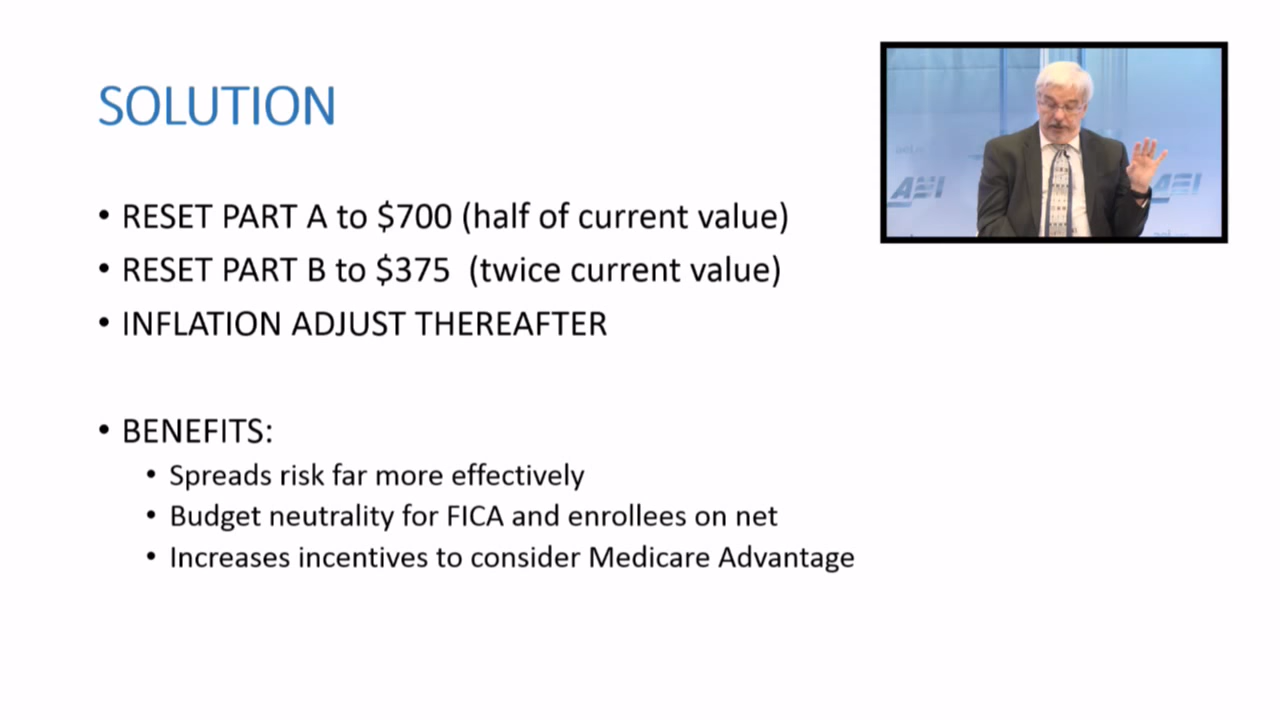 SOLUTION
• RESET PART A to $700 (half of current value)
• RESET PART B to $375 (twice current value)
• INFLATION ADJUST THEREAFTER
• BENEFITS:
• Spreads risk far more effectively
• Budget neutrality for FICA and enrollees on net
• Increases incentives to consider Medicare Advantage
AEI
AEI